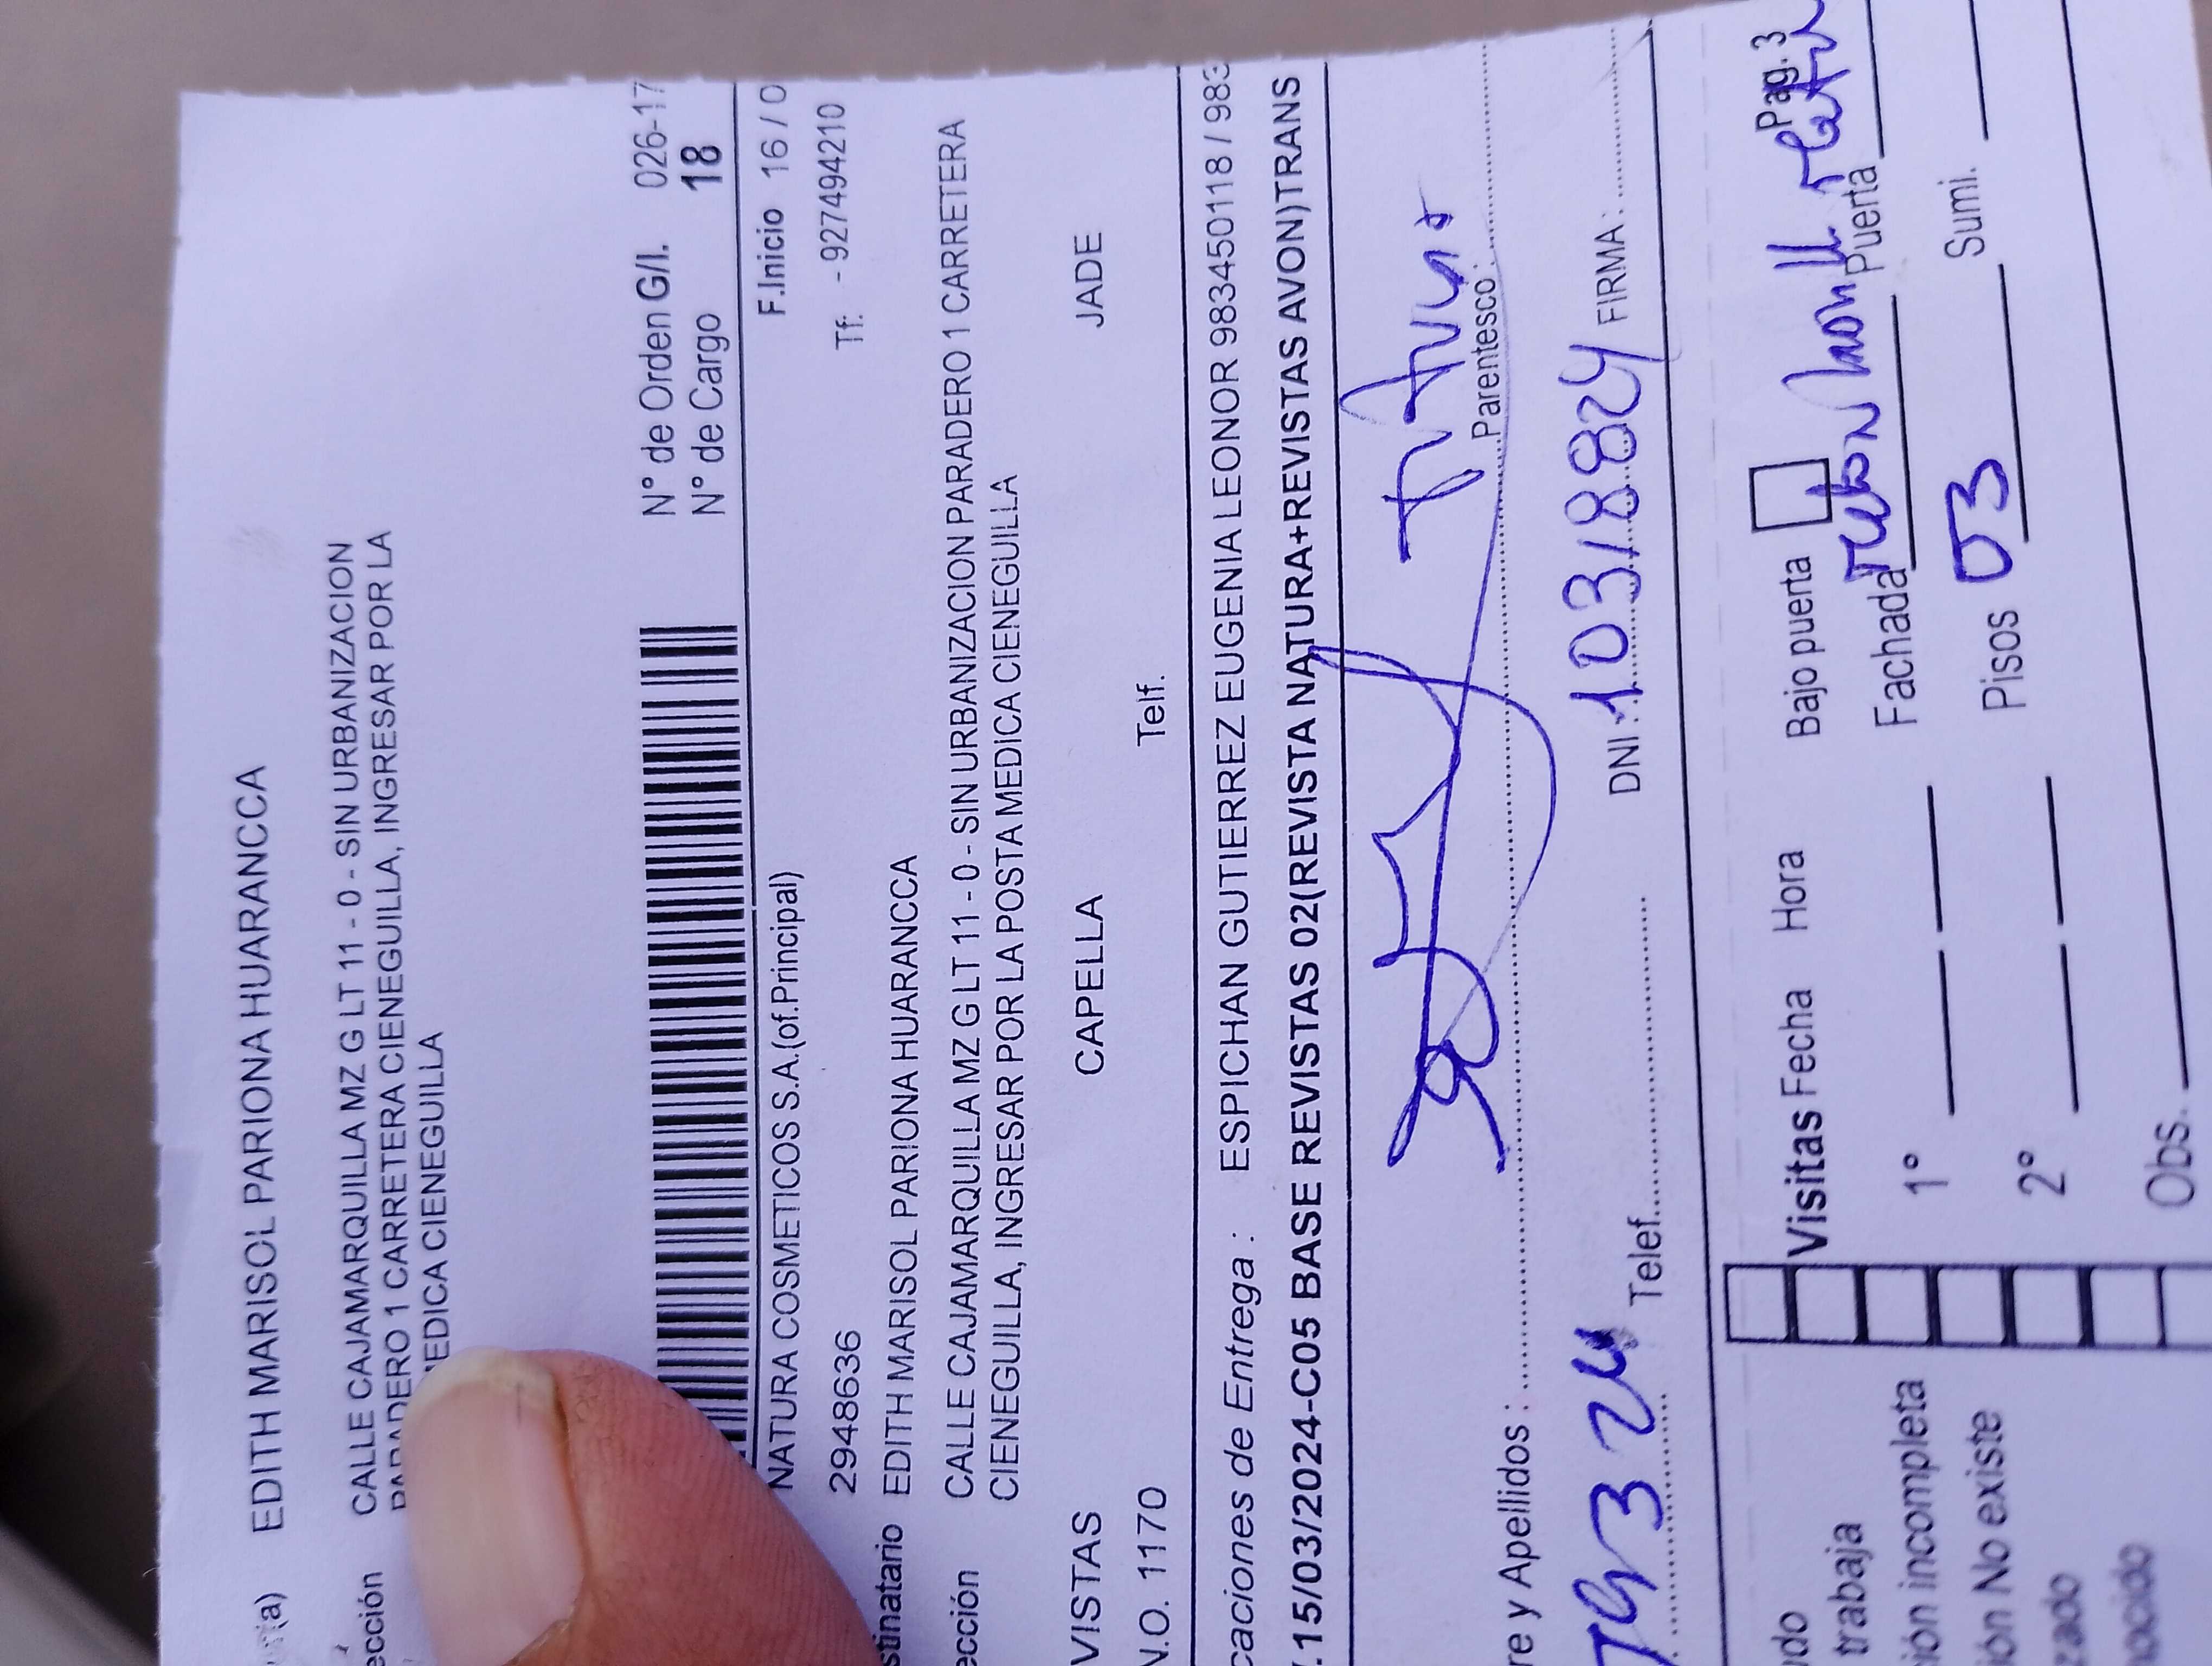 EDITH MARISOL PARIONA HUARANCCA
ección CALLE CAJAMARQUILLA MZ G LT 11 - 0 - SIN URBANIZACION
PARADERO 1 CARRETERA CIENEGUILLA, INGRESAR POR LA
EDICA CIENEGUILLA
N° de Orden G/I. 026-17
N° de Cargo 18
NATURA COSMETICOS S.A.(of.Principal) F.Inicio 16 / 0
2948636 Tf: - 927494210
stinatario EDITH MARISOL PARIONA HUARANCCA
ección CALLE CAJAMARQUILLA MZ G LT 11 - 0 - SIN URBANIZACION PARADERO 1 CARRETERA
CIENEGUILLA, INGRESAR POR LA POSTA MEDICA CIENEGUILLA
VISTAS CAPELLA JADE
N.O. 1170 Telf.
caciones de Entrega : ESPICHAN GUTIERREZ EUGENIA LEONOR 983450118 / 983
15/03/2024-C05 BASE REVISTAS 02(REVISTA NATURA+REVISTAS AVON)TRANS
re y Apellidos : Parentesco: Titular
Telef. DNI : 10318824 FIRMA:
Visitas Fecha Hora Bajo puerta Pag. 3
trabaja 1° Fachada Puerta
ión incompleta 2° Pisos 03 Sumi.
ión No existe Obs.
zado